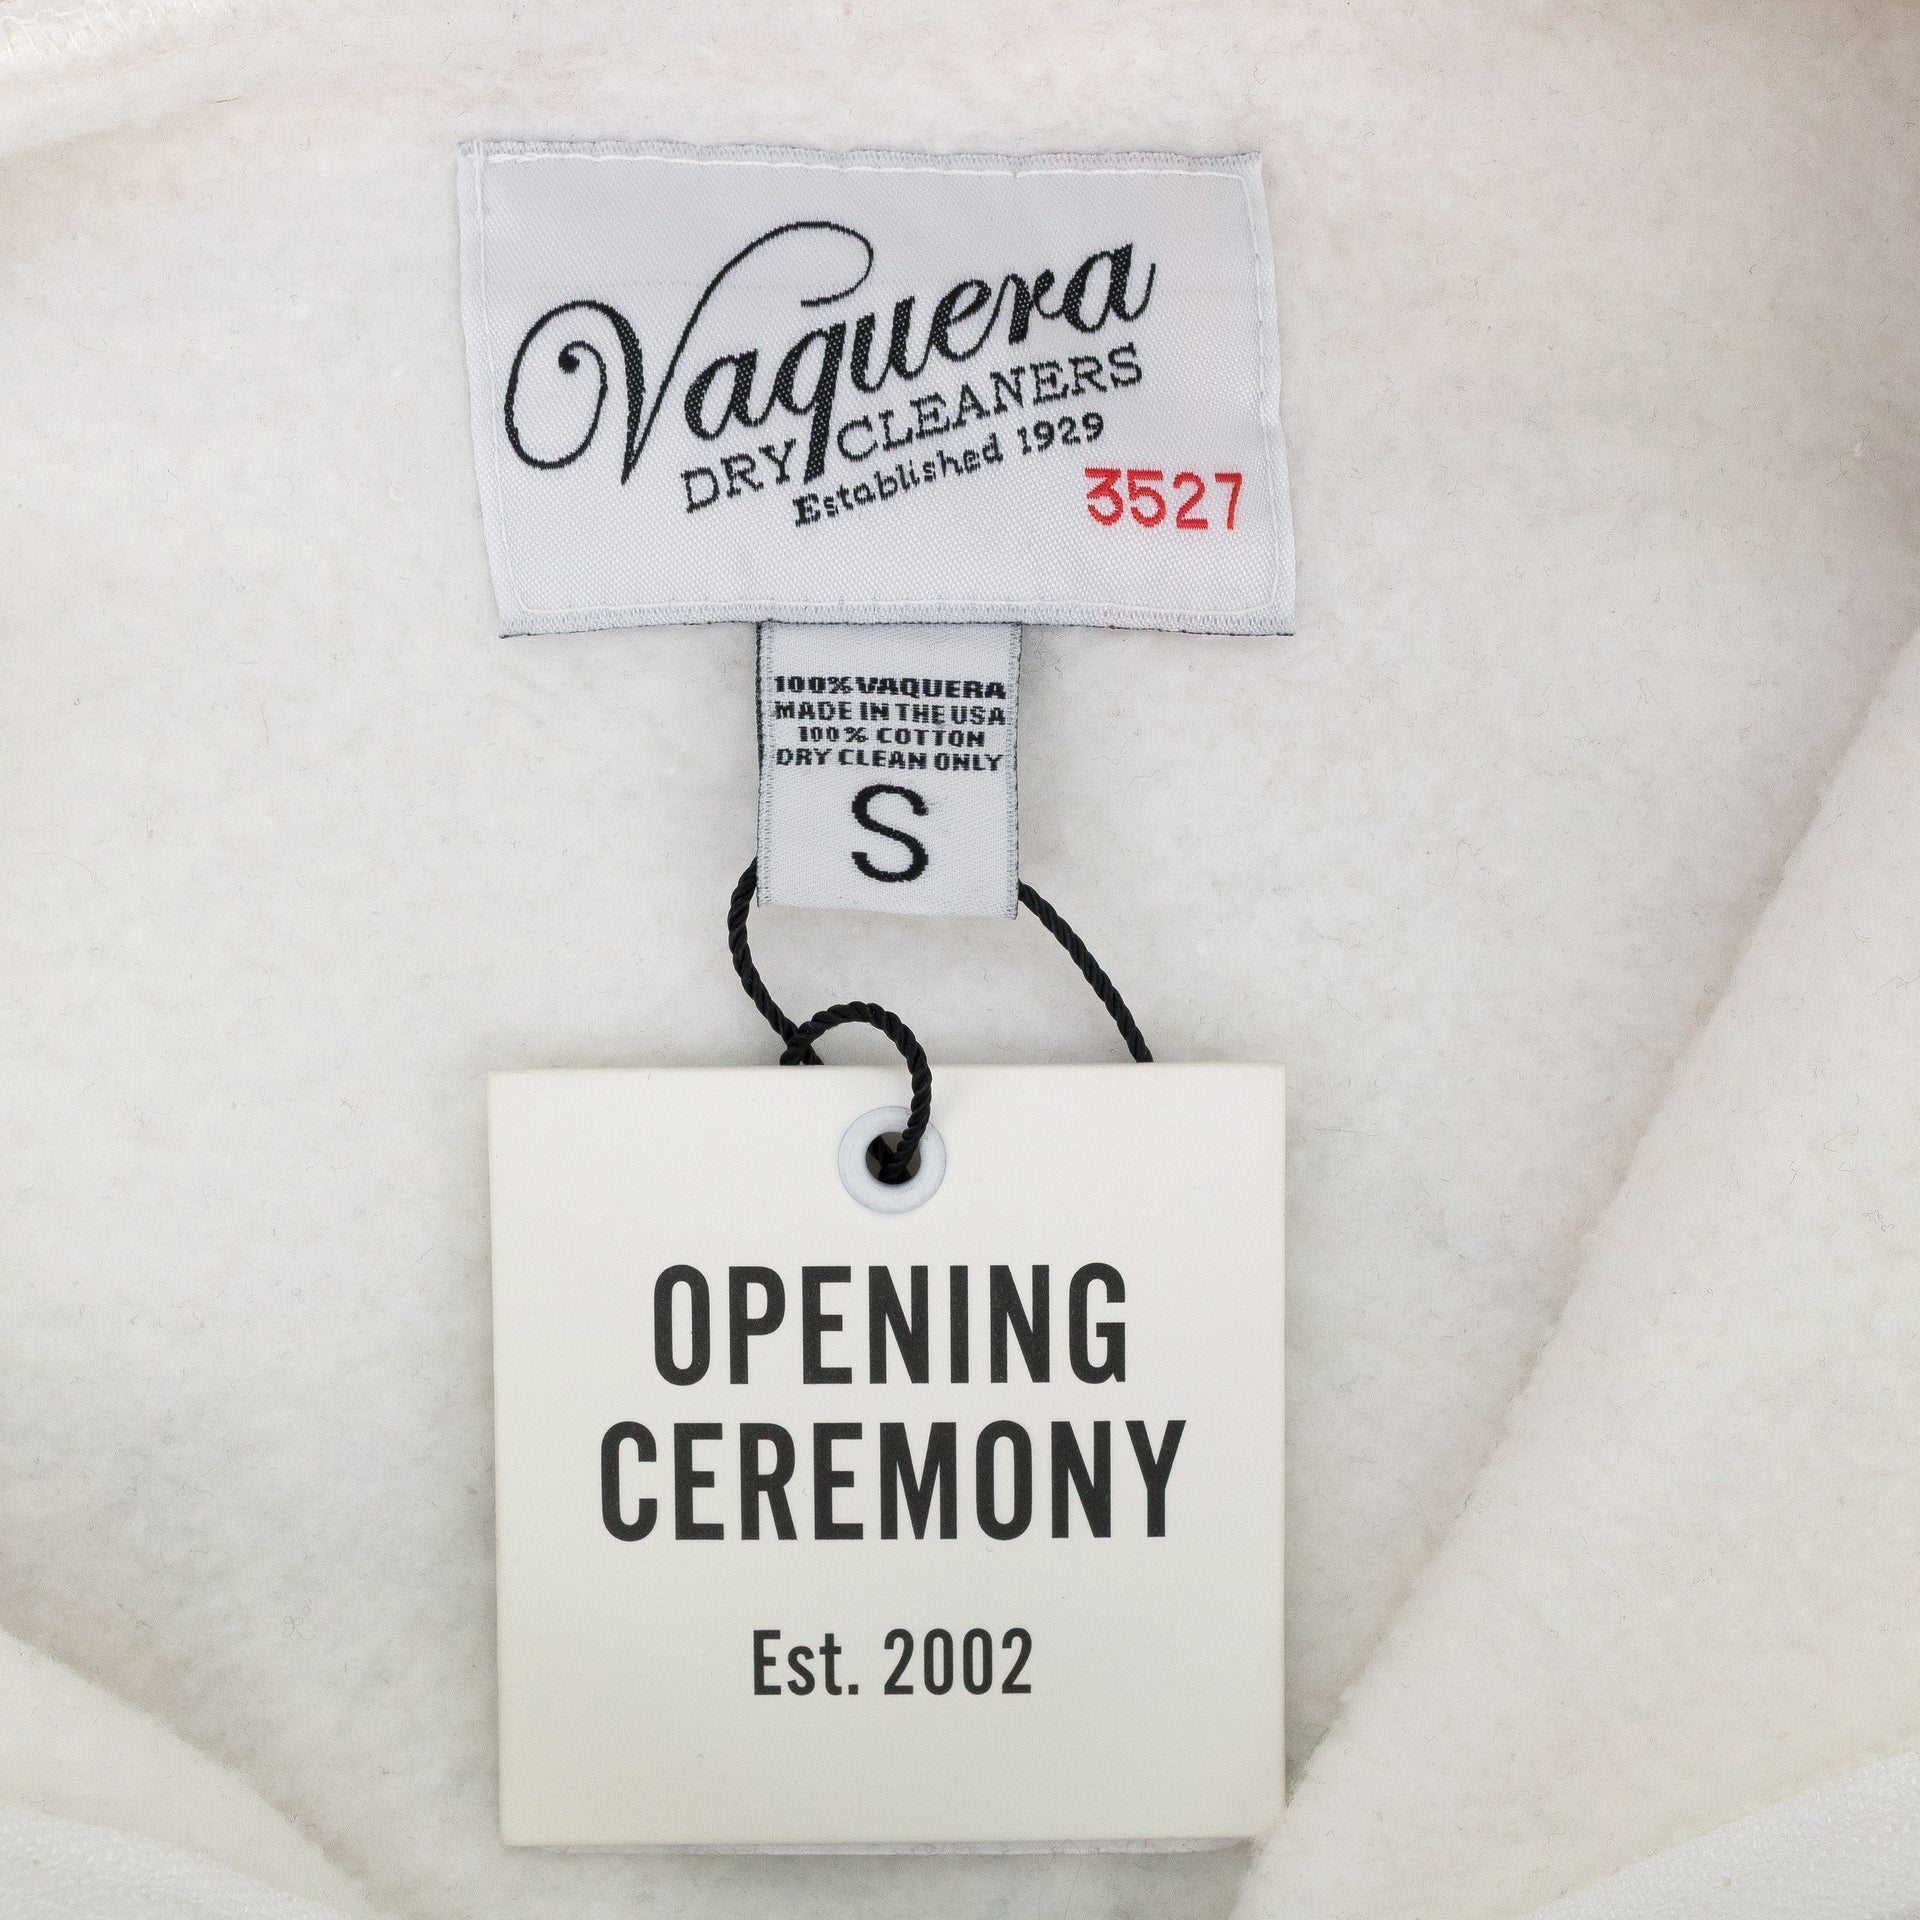 Vaquera
DRY CLEANERS
Established 1929
3527
100% VAQUERA
MADE IN THE USA
100% COTTON
DRY CLEAN ONLY
S
OPENING
CEREMONY
Est. 2002